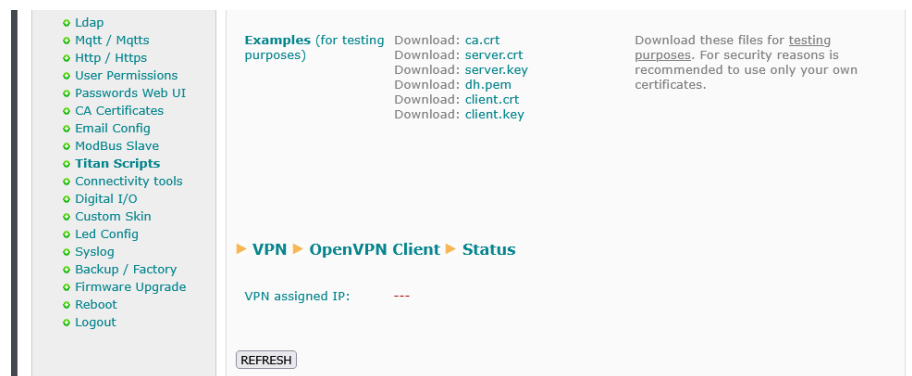 Ldap
Mqtt / Mqtts
Http / Https
User Permissions
Passwords Web UI
CA Certificates
Email Config
ModBus Slave
Titan Scripts
Connectivity tools
Digital I/O
Custom Skin
Led Config
Syslog
Backup / Factory
Firmware Upgrade
Reboot
Logout
Examples (for testing
purposes)
Download: ca.crt
Download: server.crt
Download: server.key
Download: dh.pem
Download: client.crt
Download: client.key
Download these files for testing
purposes. For security reasons is
recommended to use only your own
certificates.
VPN OpenVPN Client Status
VPN assigned IP: ---
REFRESH